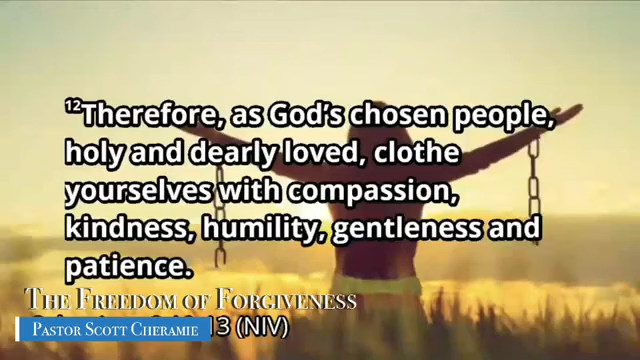 ¹²Therefore, as God's chosen people,
holy and dearly loved, clothe
yourselves with compassion,
kindness, humility, gentleness and
patience.
The Freedom of Forgiveness
13 (NIV)
Pastor Scott Cheramie